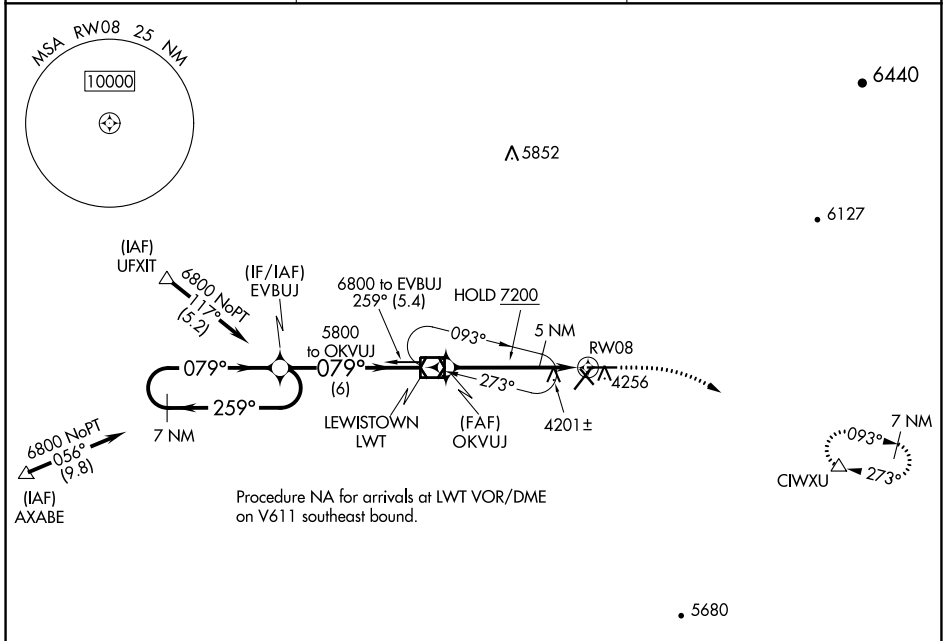 MSA RW08 25 NM
10000
6440
5852
6127
(IAF)
UFXIT
6800 NoPT
117°
(5.2)
(IF/IAF)
EVBUJ
6800 to EVBUJ
259° (5.4)
HOLD 7200
5800
to OKVUJ
079°
(6)
093°
273°
5 NM
RW08
4256
079°
259°
7 NM
LEWISTOWN
LWT
(FAF)
OKVUJ
4201±
6800 NoPT
056°
(9.8)
(IAF)
AXABE
7 NM
093°
273°
CIWXU
Procedure NA for arrivals at LWT VOR/DME
on V611 southeast bound.
5680